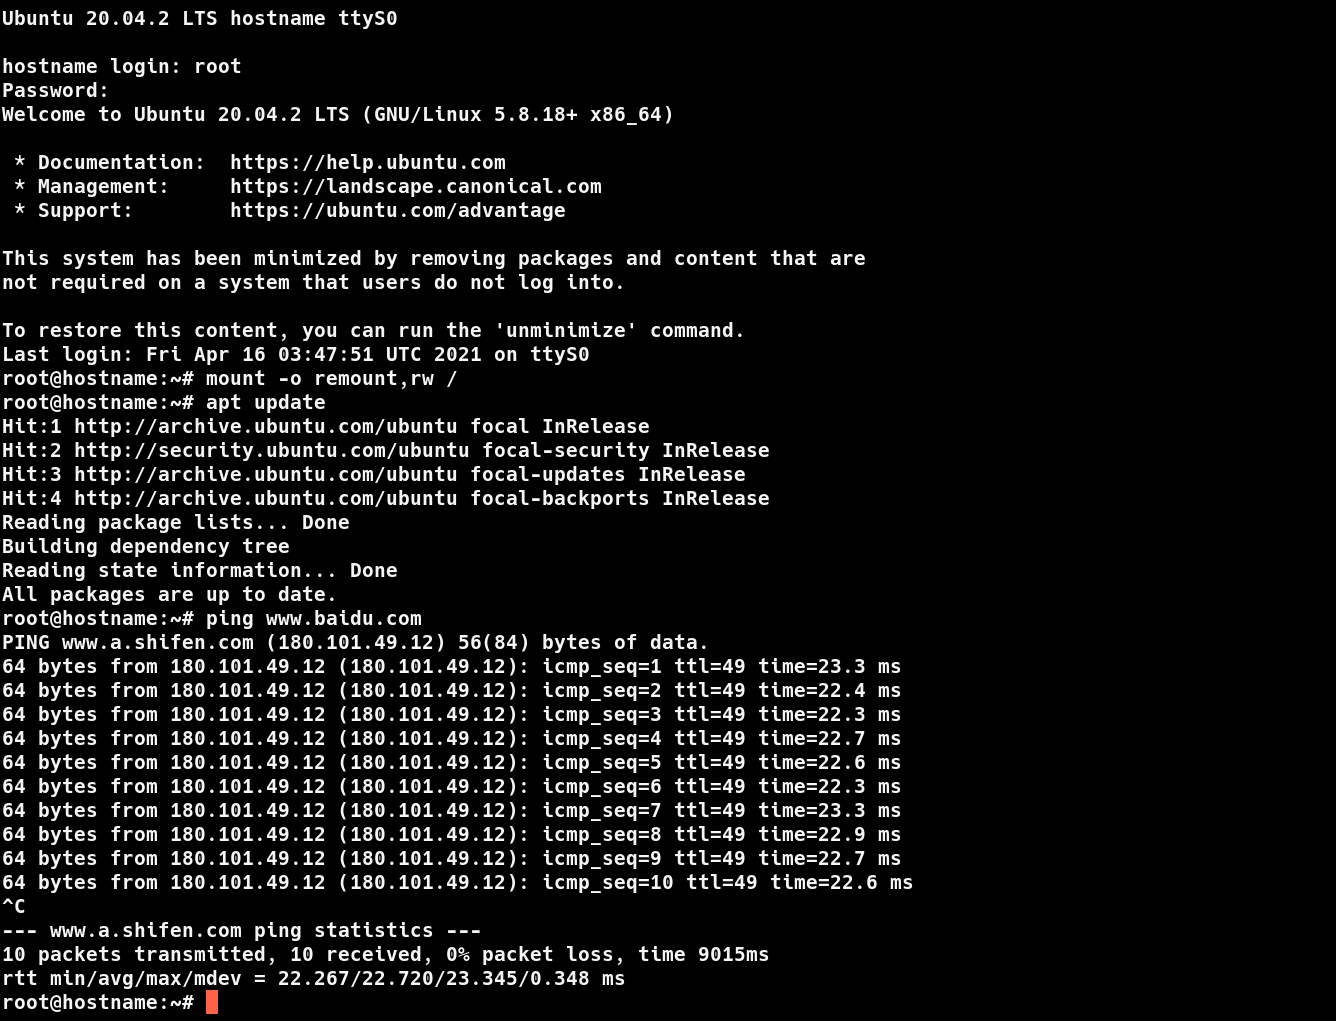 Ubuntu 20.04.2 LTS hostname ttyS0
hostname login: root
Password:
Welcome to Ubuntu 20.04.2 LTS (GNU/Linux 5.8.18+ x86_64)
 * Documentation:  https://help.ubuntu.com
 * Management:     https://landscape.canonical.com
 * Support:        https://ubuntu.com/advantage
This system has been minimized by removing packages and content that are
not required on a system that users do not log into.
To restore this content, you can run the 'unminimize' command.
Last login: Fri Apr 16 03:47:51 UTC 2021 on ttyS0
root@hostname:~# mount -o remount,rw /
root@hostname:~# apt update
Hit:1 http://archive.ubuntu.com/ubuntu focal InRelease
Hit:2 http://security.ubuntu.com/ubuntu focal-security InRelease
Hit:3 http://archive.ubuntu.com/ubuntu focal-updates InRelease
Hit:4 http://archive.ubuntu.com/ubuntu focal-backports InRelease
Reading package lists... Done
Building dependency tree
Reading state information... Done
All packages are up to date.
root@hostname:~# ping www.baidu.com
PING www.a.shifen.com (180.101.49.12) 56(84) bytes of data.
64 bytes from 180.101.49.12 (180.101.49.12): icmp_seq=1 ttl=49 time=23.3 ms
64 bytes from 180.101.49.12 (180.101.49.12): icmp_seq=2 ttl=49 time=22.4 ms
64 bytes from 180.101.49.12 (180.101.49.12): icmp_seq=3 ttl=49 time=22.3 ms
64 bytes from 180.101.49.12 (180.101.49.12): icmp_seq=4 ttl=49 time=22.7 ms
64 bytes from 180.101.49.12 (180.101.49.12): icmp_seq=5 ttl=49 time=22.6 ms
64 bytes from 180.101.49.12 (180.101.49.12): icmp_seq=6 ttl=49 time=22.3 ms
64 bytes from 180.101.49.12 (180.101.49.12): icmp_seq=7 ttl=49 time=23.3 ms
64 bytes from 180.101.49.12 (180.101.49.12): icmp_seq=8 ttl=49 time=22.9 ms
64 bytes from 180.101.49.12 (180.101.49.12): icmp_seq=9 ttl=49 time=22.7 ms
64 bytes from 180.101.49.12 (180.101.49.12): icmp_seq=10 ttl=49 time=22.6 ms
^C
--- www.a.shifen.com ping statistics ---
10 packets transmitted, 10 received, 0% packet loss, time 9015ms
rtt min/avg/max/mdev = 22.267/22.720/23.345/0.348 ms
root@hostname:~#